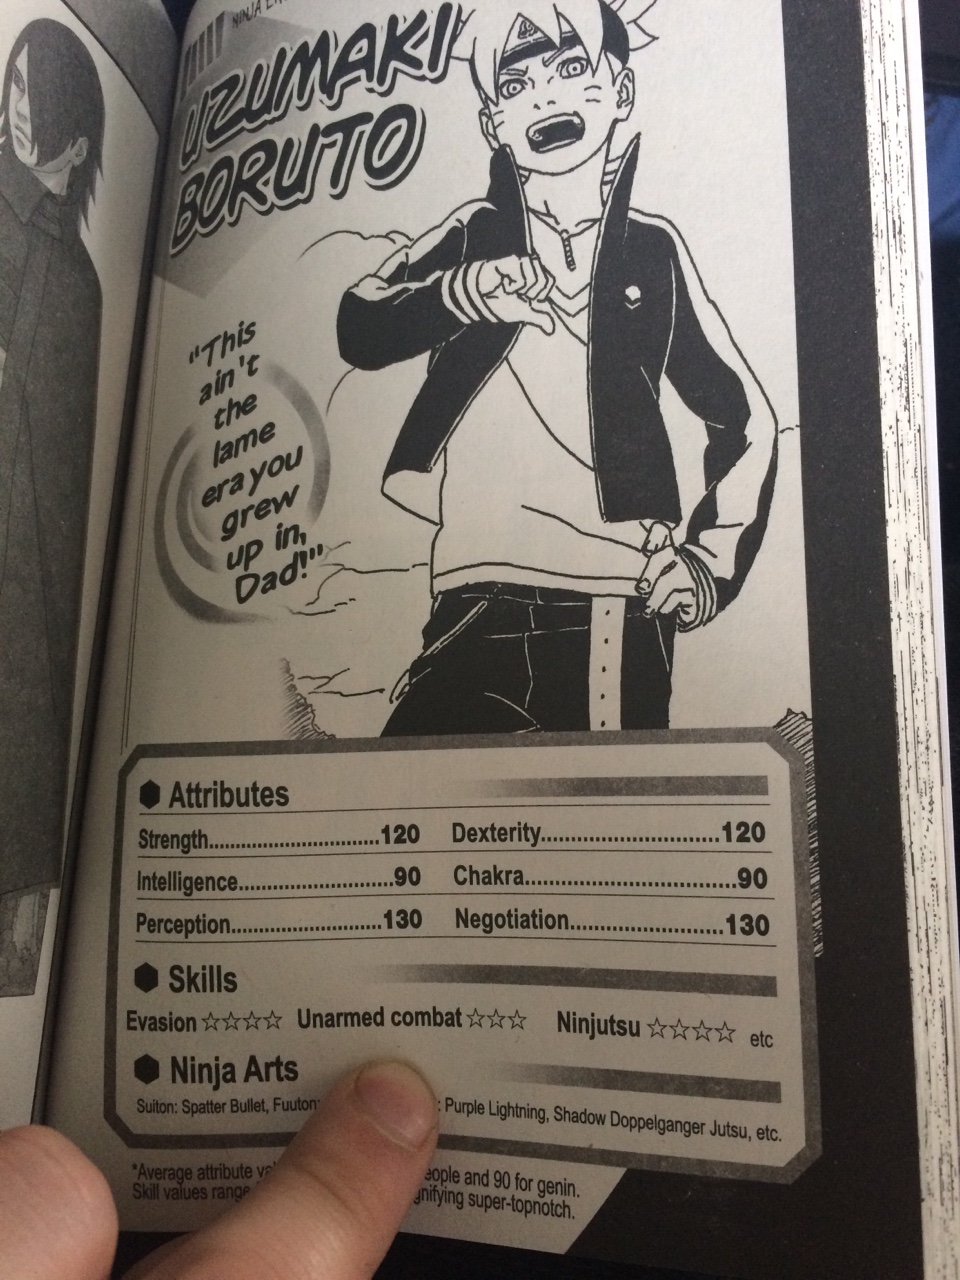 NINJA
UZUMAKI
BORUTO
"This
ain't
the
lame
era you
grew
up in,
Dad!"
Attributes
Strength..........................120 Dexterity...........................120
Intelligence........................90 Chakra................................90
Perception.......................130 Negotiation.......................130
Skills
Evasion ☆☆☆☆ Unarmed combat ☆☆☆ Ninjutsu ☆☆☆☆ etc
Ninja Arts
Suiton: Spatter Bullet, Fuuton: : Purple Lightning, Shadow Doppelganger Jutsu, etc.
*Average attribute and 90 for genin.
Skill values range super-topnotch.